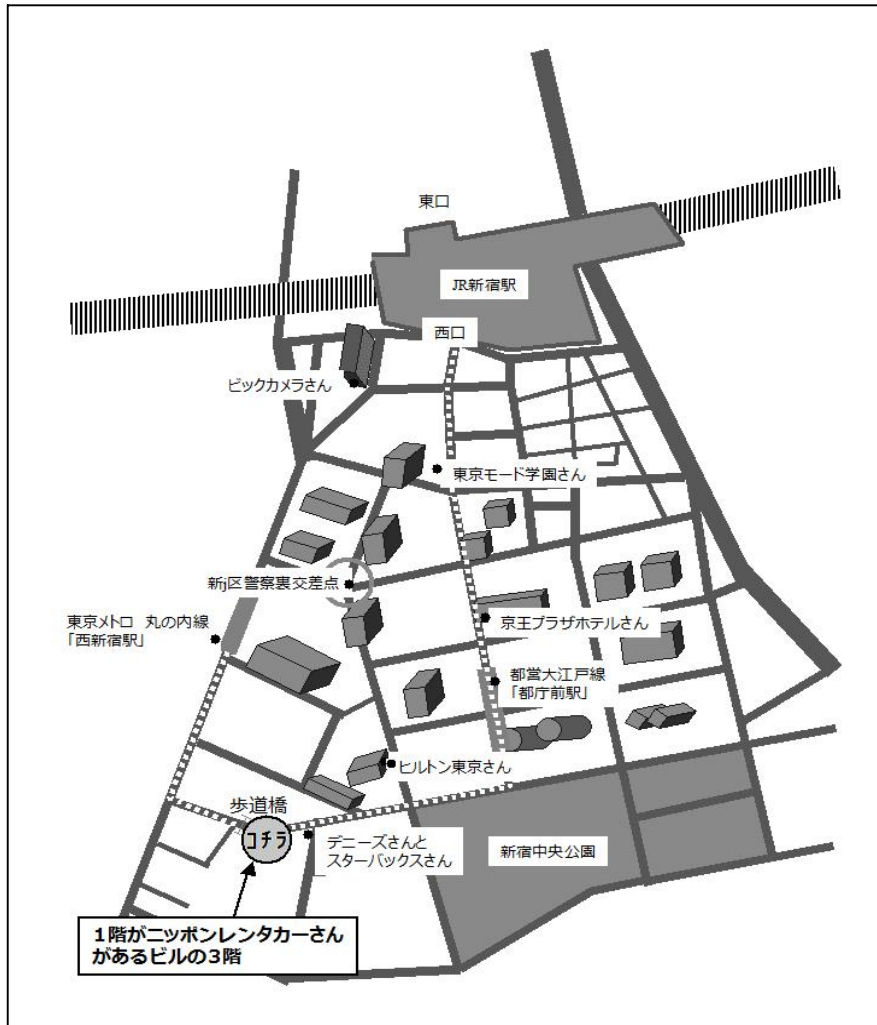 東口
JR新宿駅
西口
ビックカメラさん
東京モード学園さん
新j区警察裏交差点
東京メトロ 丸の内線
「西新宿駅」
京王プラザホテルさん
都営大江戸線
「都庁前駅」
ヒルトン東京さん
歩道橋
コチラ
デニーズさんと
スターバックスさん
新宿中央公園
1階がニッポンレンタカーさん
があるビルの3階